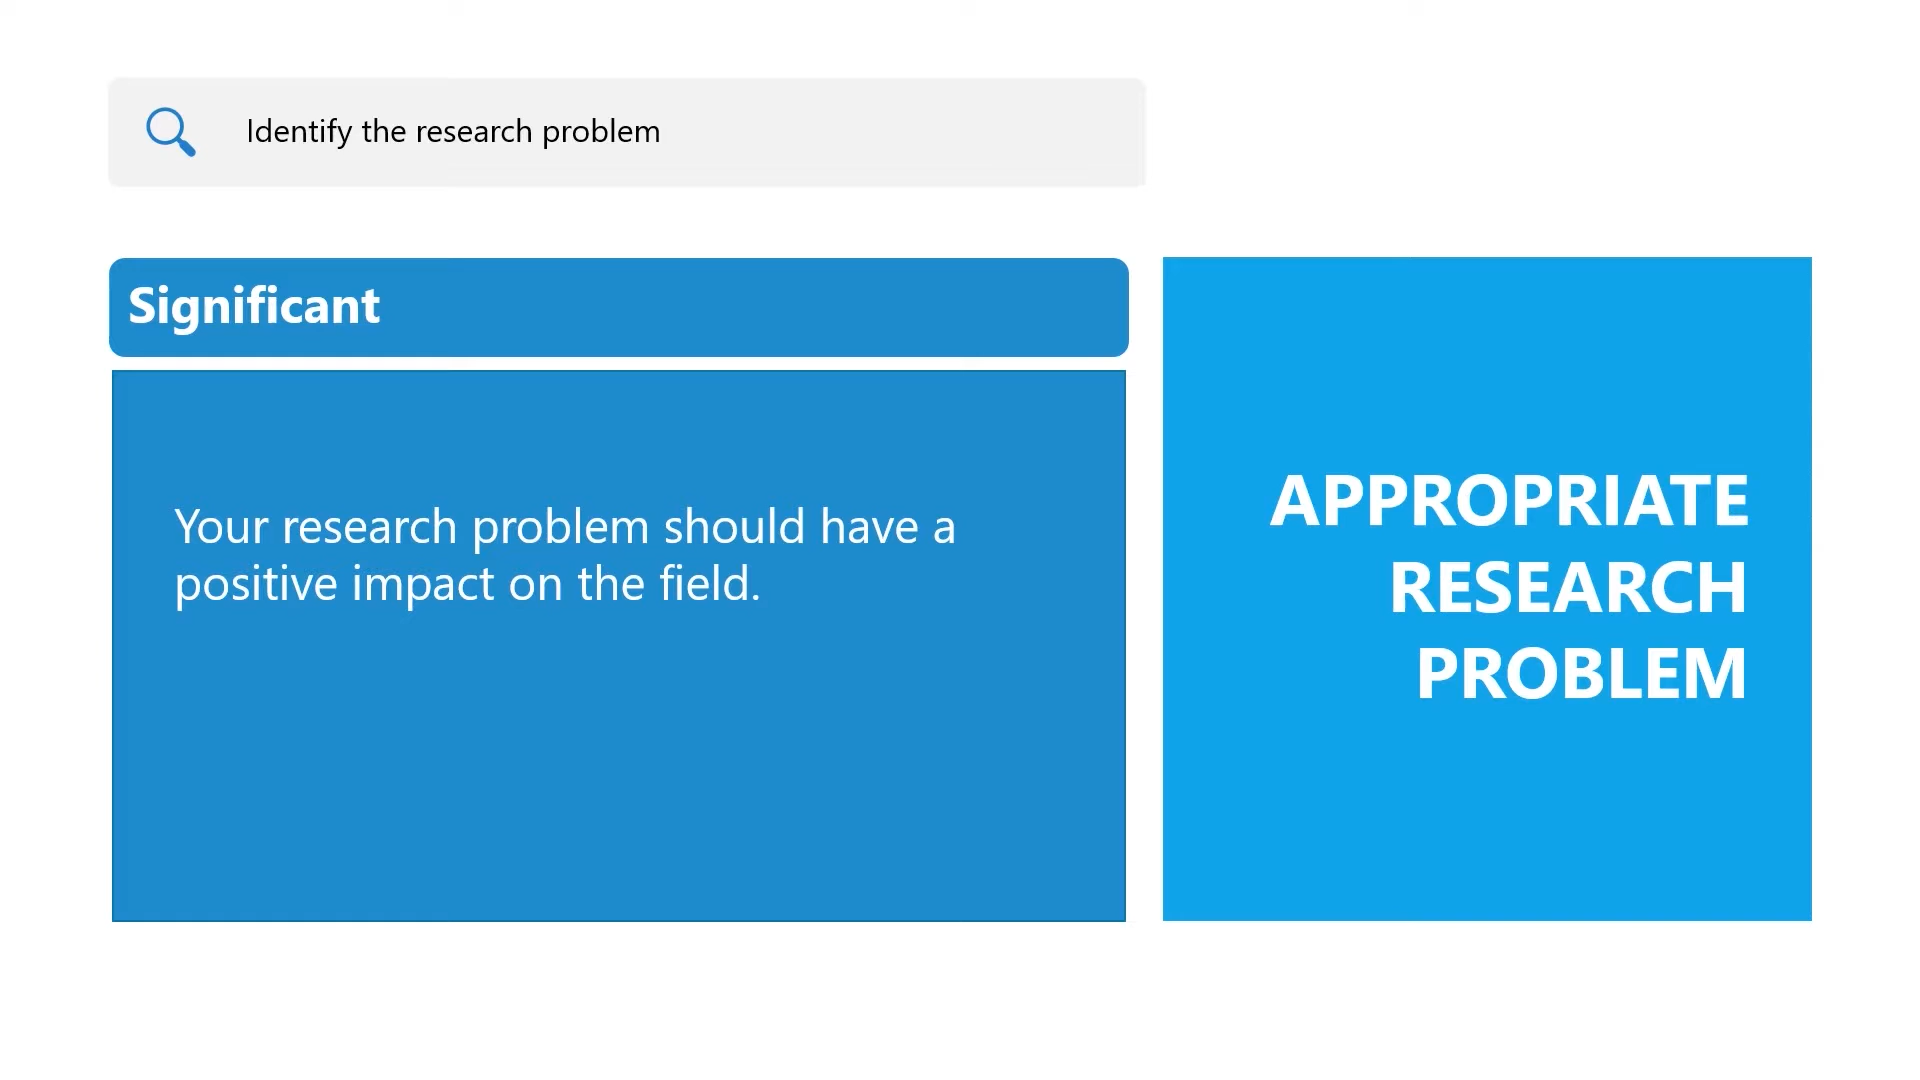 Identify the research problem
Significant
Your research problem should have a
positive impact on the field.
APPROPRIATE
RESEARCH
PROBLEM